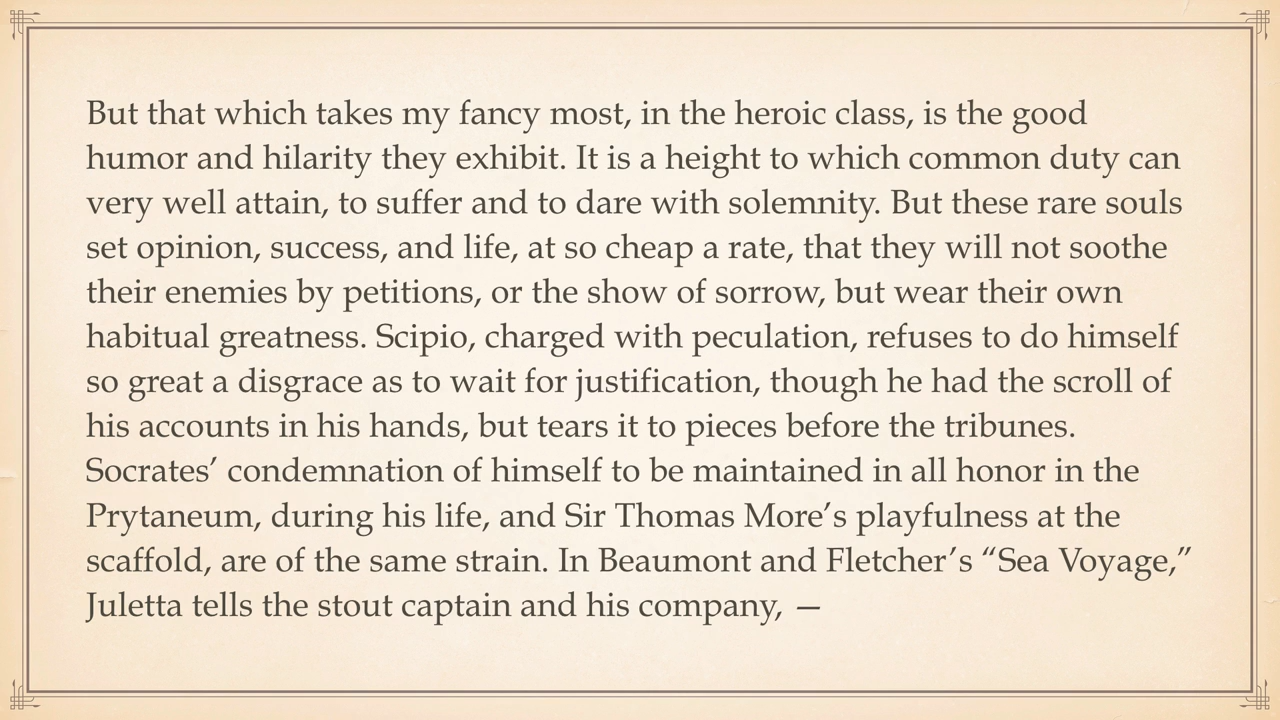 But that which takes my fancy most, in the heroic class, is the good
humor and hilarity they exhibit. It is a height to which common duty can
very well attain, to suffer and to dare with solemnity. But these rare souls
set opinion, success, and life, at so cheap a rate, that they will not soothe
their enemies by petitions, or the show of sorrow, but wear their own
habitual greatness. Scipio, charged with peculation, refuses to do himself
so great a disgrace as to wait for justification, though he had the scroll of
his accounts in his hands, but tears it to pieces before the tribunes.
Socrates’ condemnation of himself to be maintained in all honor in the
Prytaneum, during his life, and Sir Thomas More’s playfulness at the
scaffold, are of the same strain. In Beaumont and Fletcher’s “Sea Voyage,”
Juletta tells the stout captain and his company, —